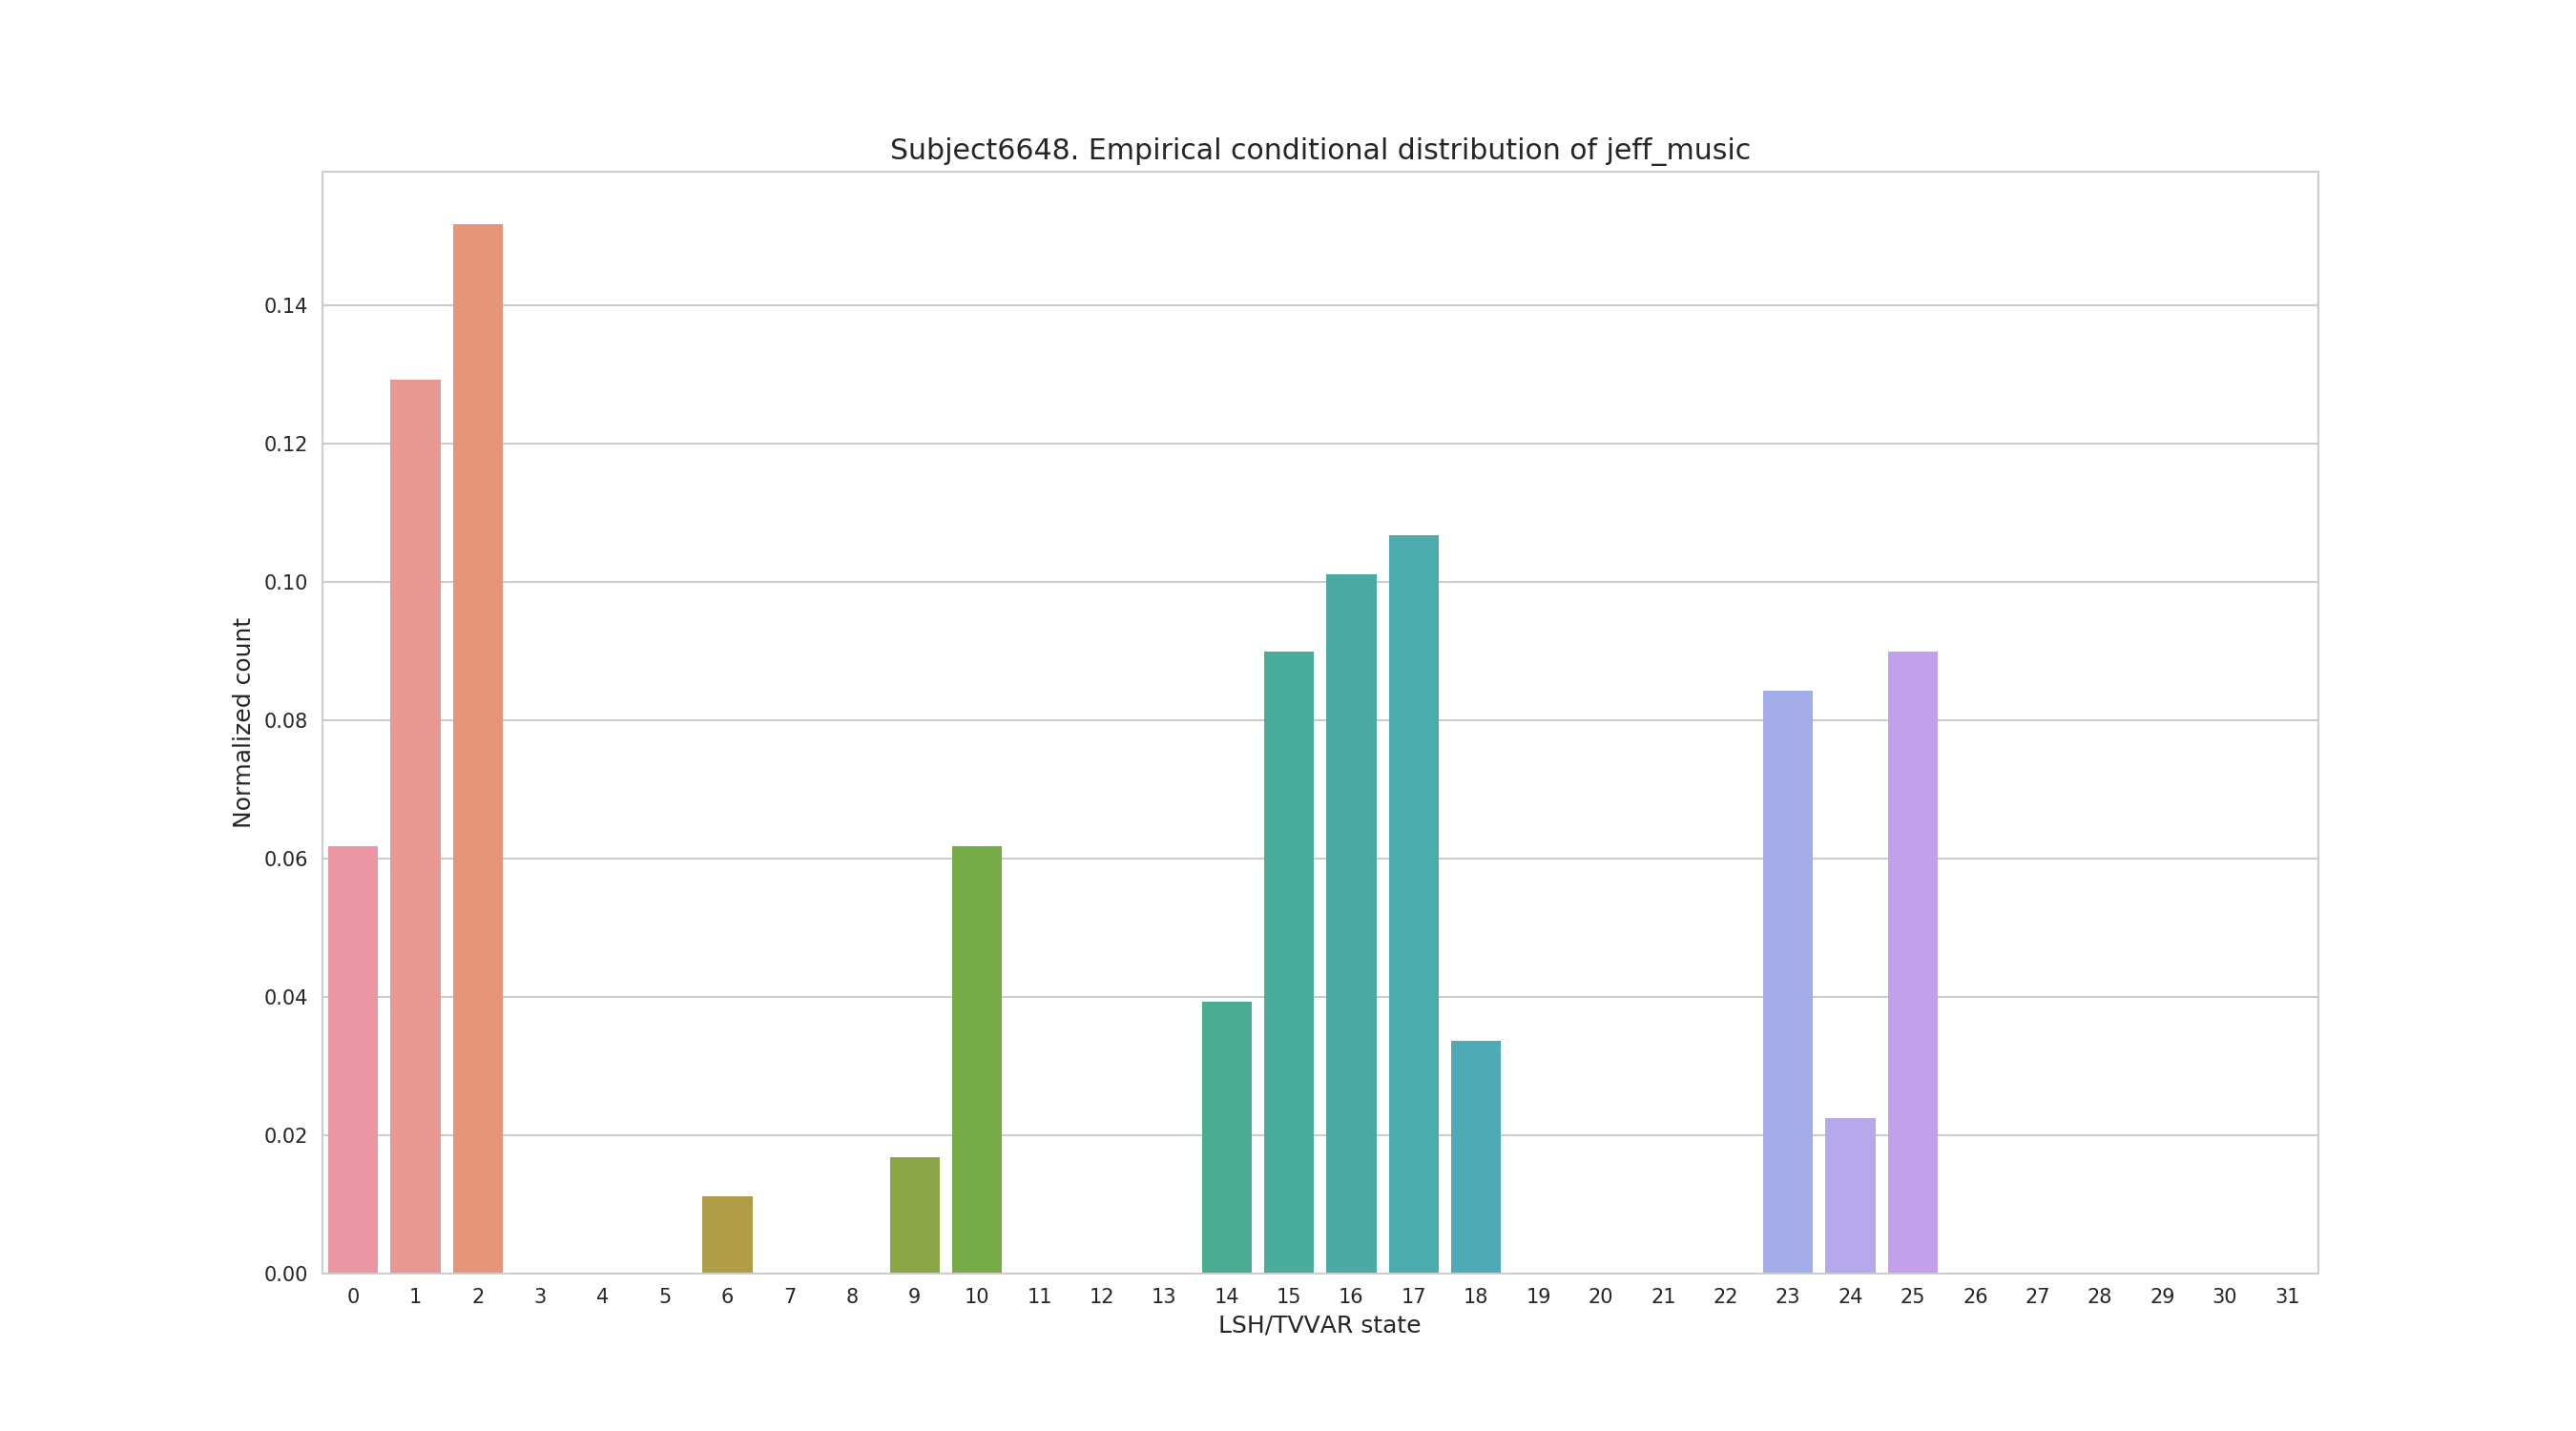 Subject6648. Empirical conditional distribution of jeff_music
Normalized count
0.14
0.12
0.10
0.08
0.06
0.04
0.02
0.00
0 1 2 3 4 5 6 7 8 9 10 11 12 13 14 15 16 17 18 19 20 21 22 23 24 25 26 27 28 29 30 31
LSH/TVVAR state